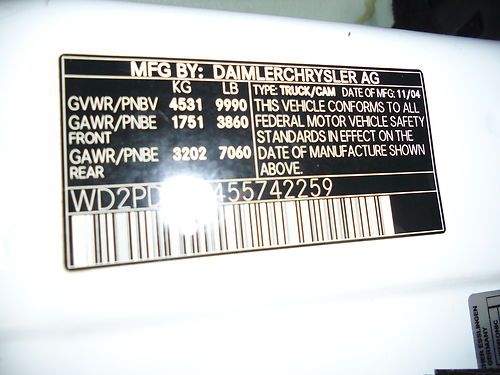 MFG BY: DAIMLERCHRYSLER AG
KG LB
GVWR/PNBV 4531 9990
GAWR/PNBE 1751 3860
FRONT
GAWR/PNBE 3202 7060
REAR
TYPE: TRUCK/CAM DATE OF MFG: 11/04
THIS VEHICLE CONFORMS TO ALL
FEDERAL MOTOR VEHICLE SAFETY
STANDARDS IN EFFECT ON THE
DATE OF MANUFACTURE SHOWN
ABOVE.
WD2PD 455742259
ESSLINGEN
GERMANY